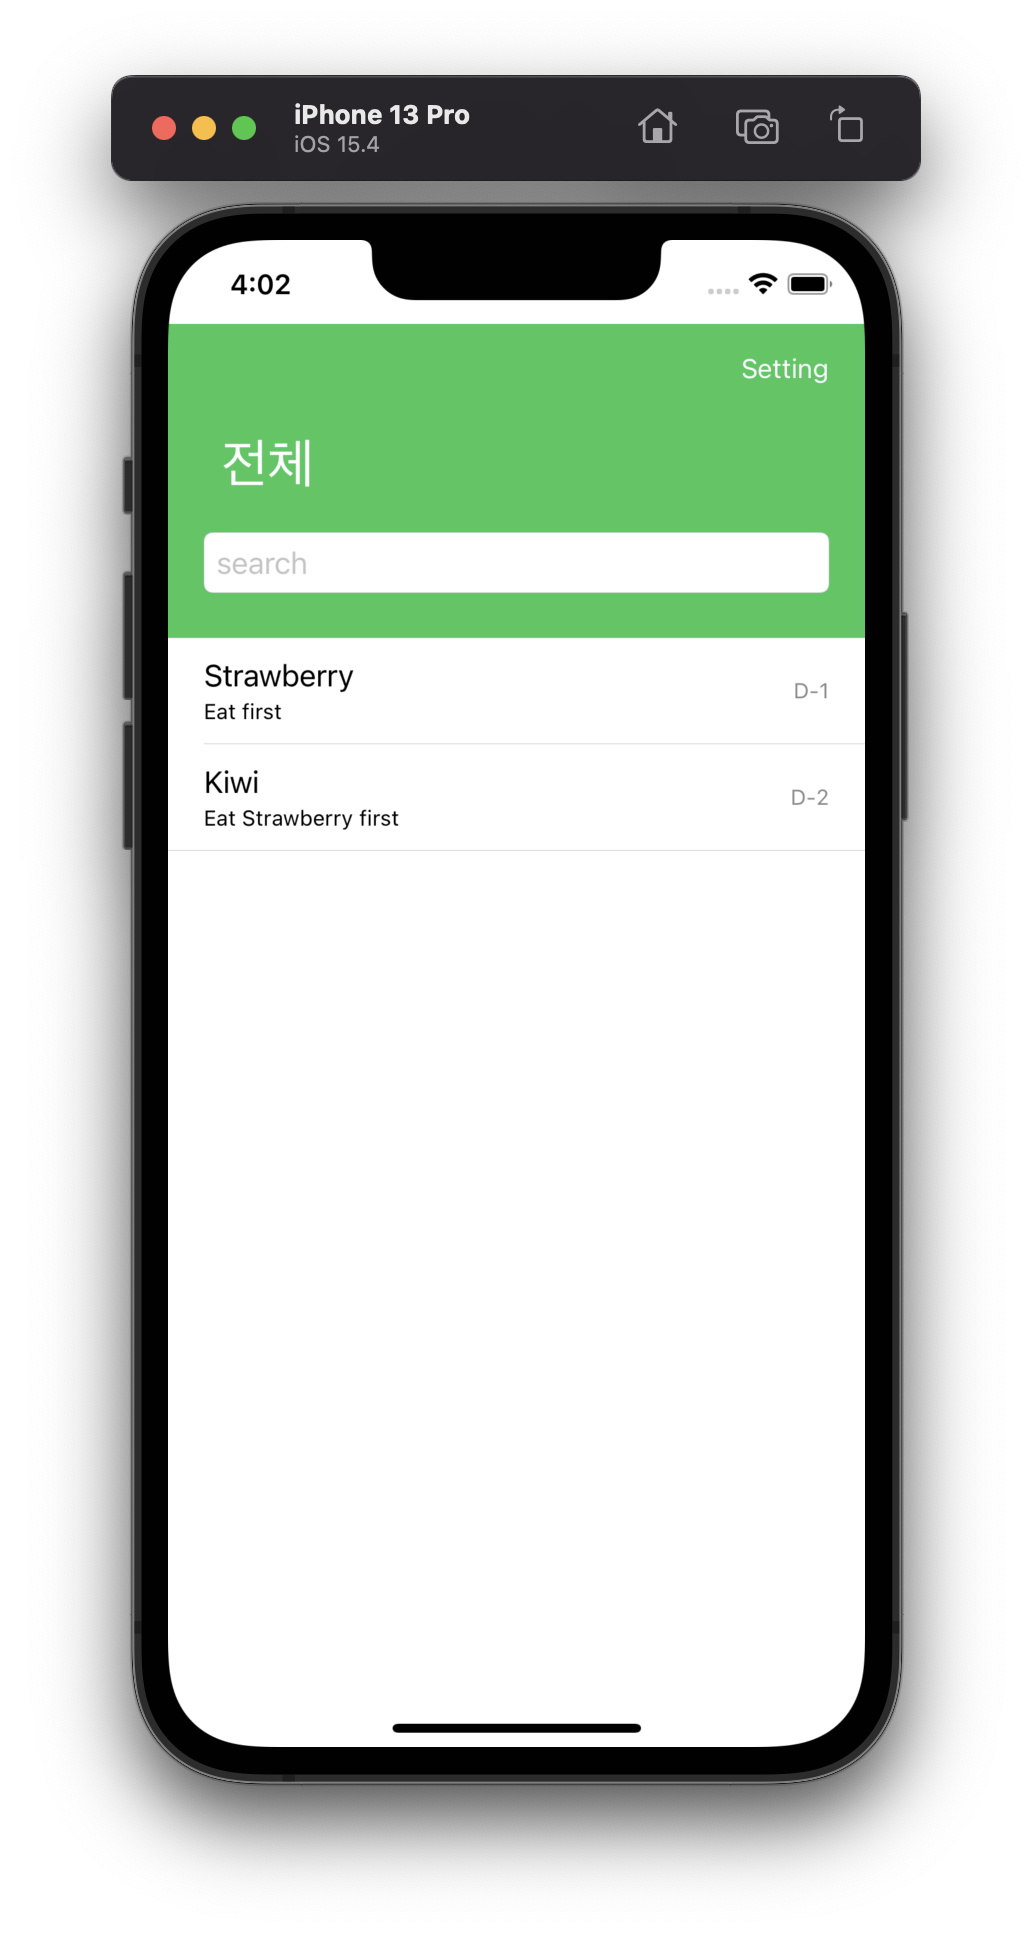 iPhone 13 Pro
iOS 15.4
4:02
Setting
전체
search
Strawberry
Eat first
D-1
Kiwi
Eat Strawberry first
D-2